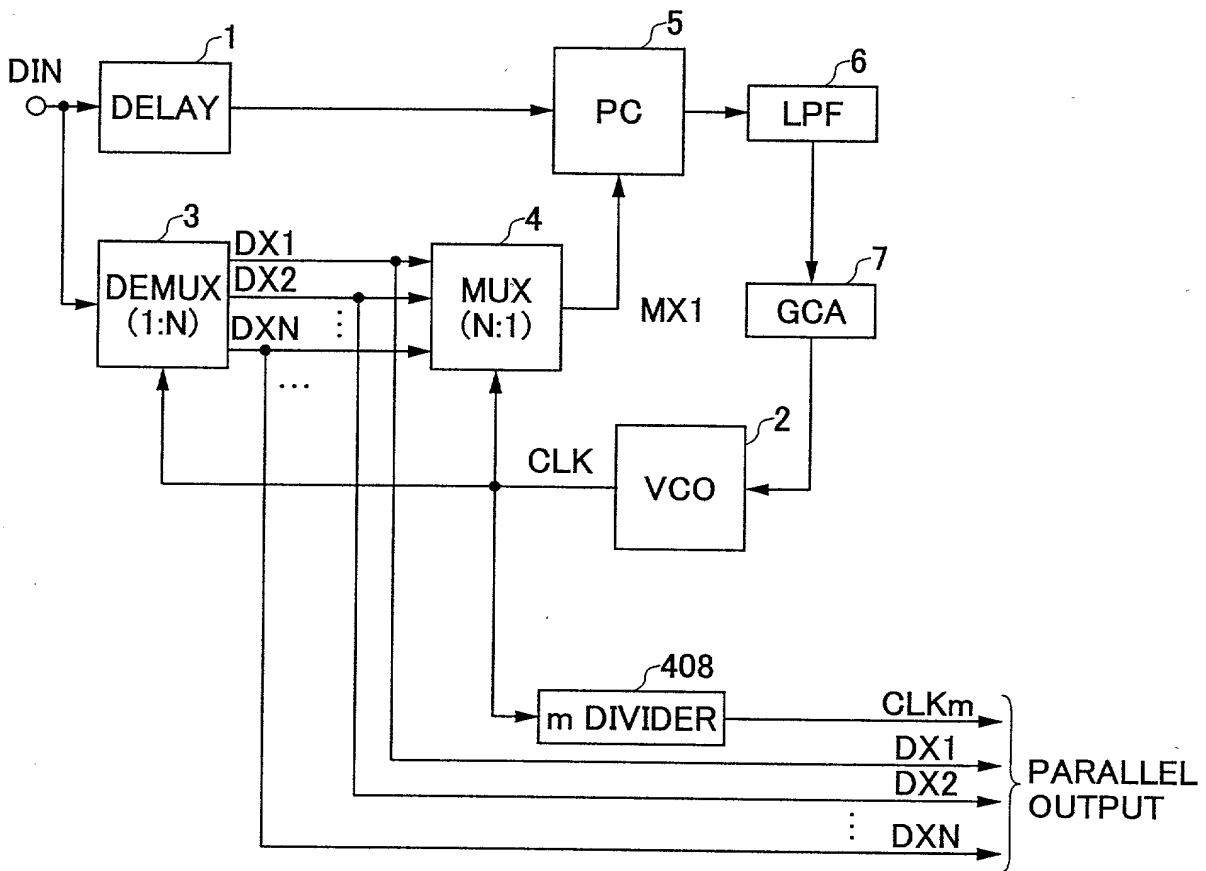 1
5
6
DIN
DELAY
PC
LPF
3
4
7
DX1
DX2
DXN
DEMUX
(1:N)
MUX
(N:1)
MX1
GCA
2
CLK
VCO
408
m DIVIDER
CLKm
DX1
DX2
DXN
PARALLEL
OUTPUT